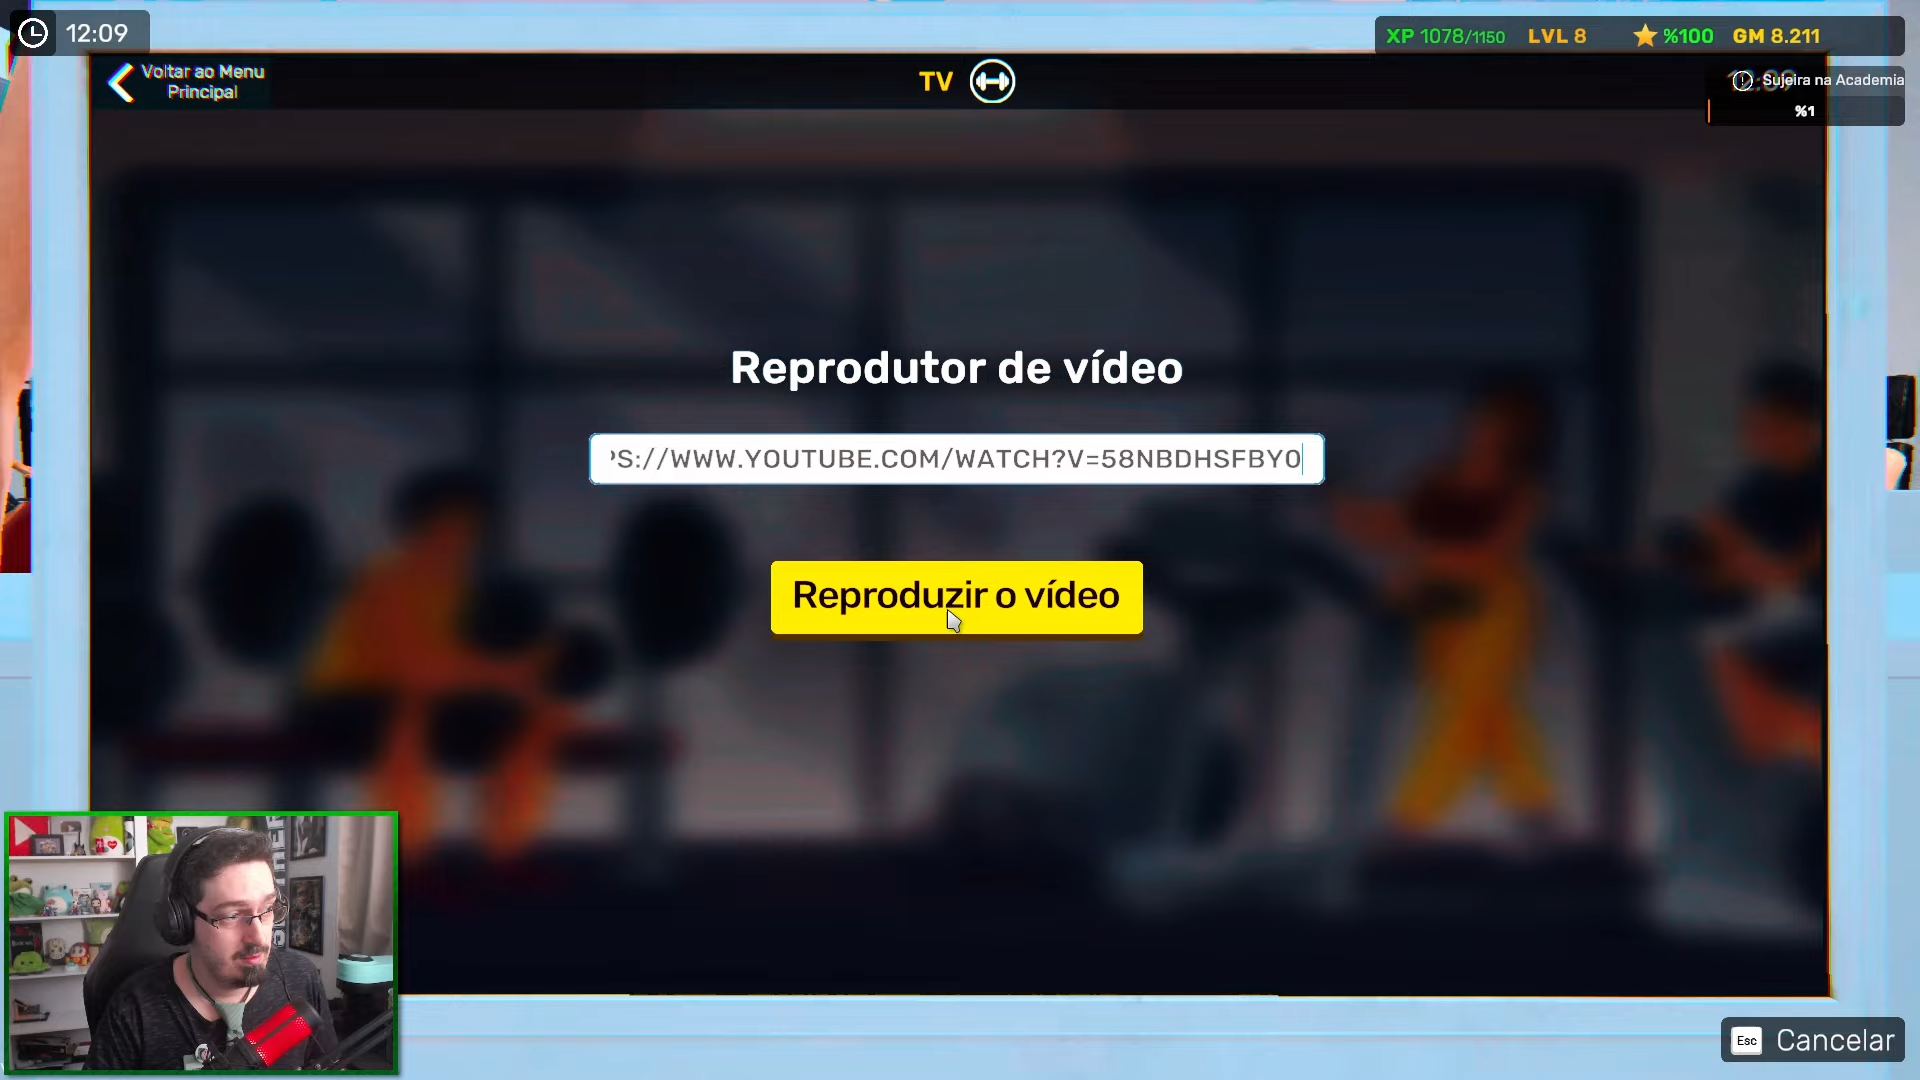 12:09
XP 1078/1150 LVL 8 %100 GM 8.211
Voltar ao Menu
Principal
TV
Sujeira na Academia
%1
Reprodutor de vídeo
PS://WWW.YOUTUBE.COM/WATCH?V=58NBDHSFBY0
Reproduzir o vídeo
Esc Cancelar